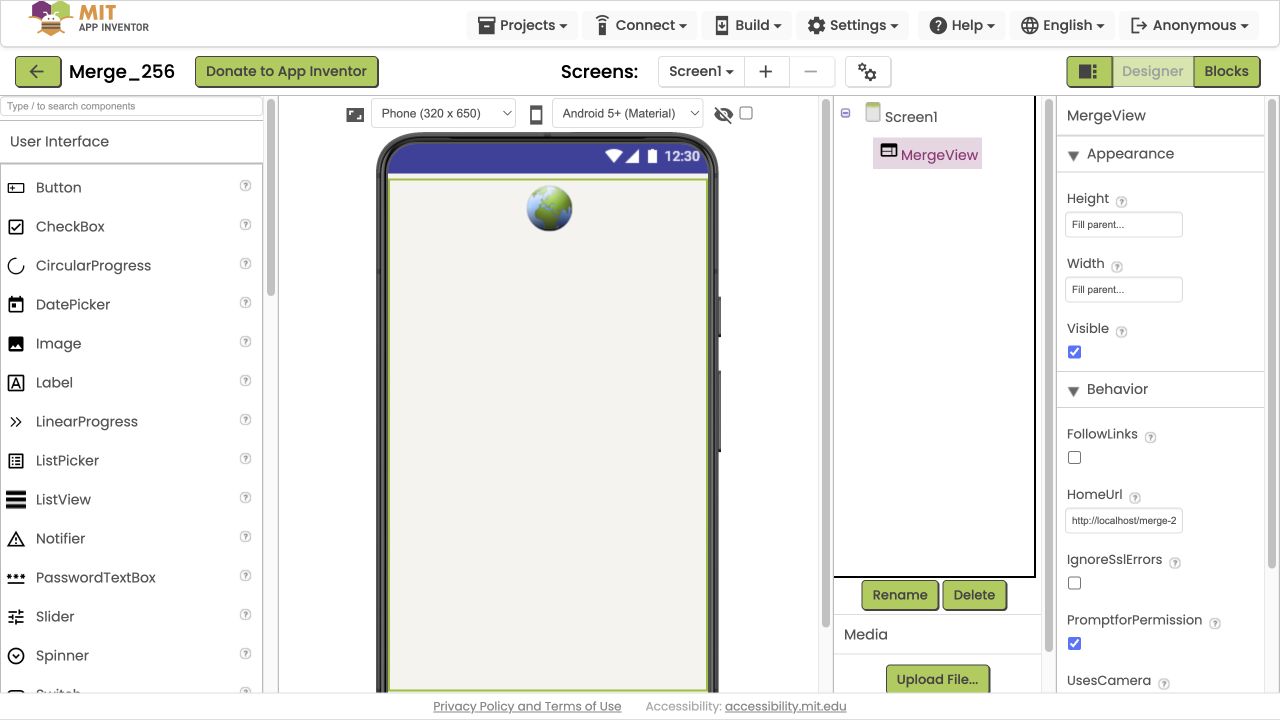 MIT
APP INVENTOR
Projects
Connect
Build
Settings
Help
English
Anonymous
Merge_256
Donate to App Inventor
Screens:
Screen1
Designer
Blocks
Type / to search components
User Interface
Button
CheckBox
CircularProgress
DatePicker
Image
Label
LinearProgress
ListPicker
ListView
Notifier
PasswordTextBox
Slider
Spinner
Switch
Phone (320 x 650)
Android 5+ (Material)
12:30
Screen1
MergeView
Rename
Delete
Media
Upload File...
MergeView
Appearance
Height
Fill parent...
Width
Fill parent...
Visible
Behavior
FollowLinks
HomeUrl
http://localhost/merge-2
IgnoreSslErrors
PromptforPermission
UsesCamera
Privacy Policy and Terms of Use
Accessibility: accessibility.mit.edu